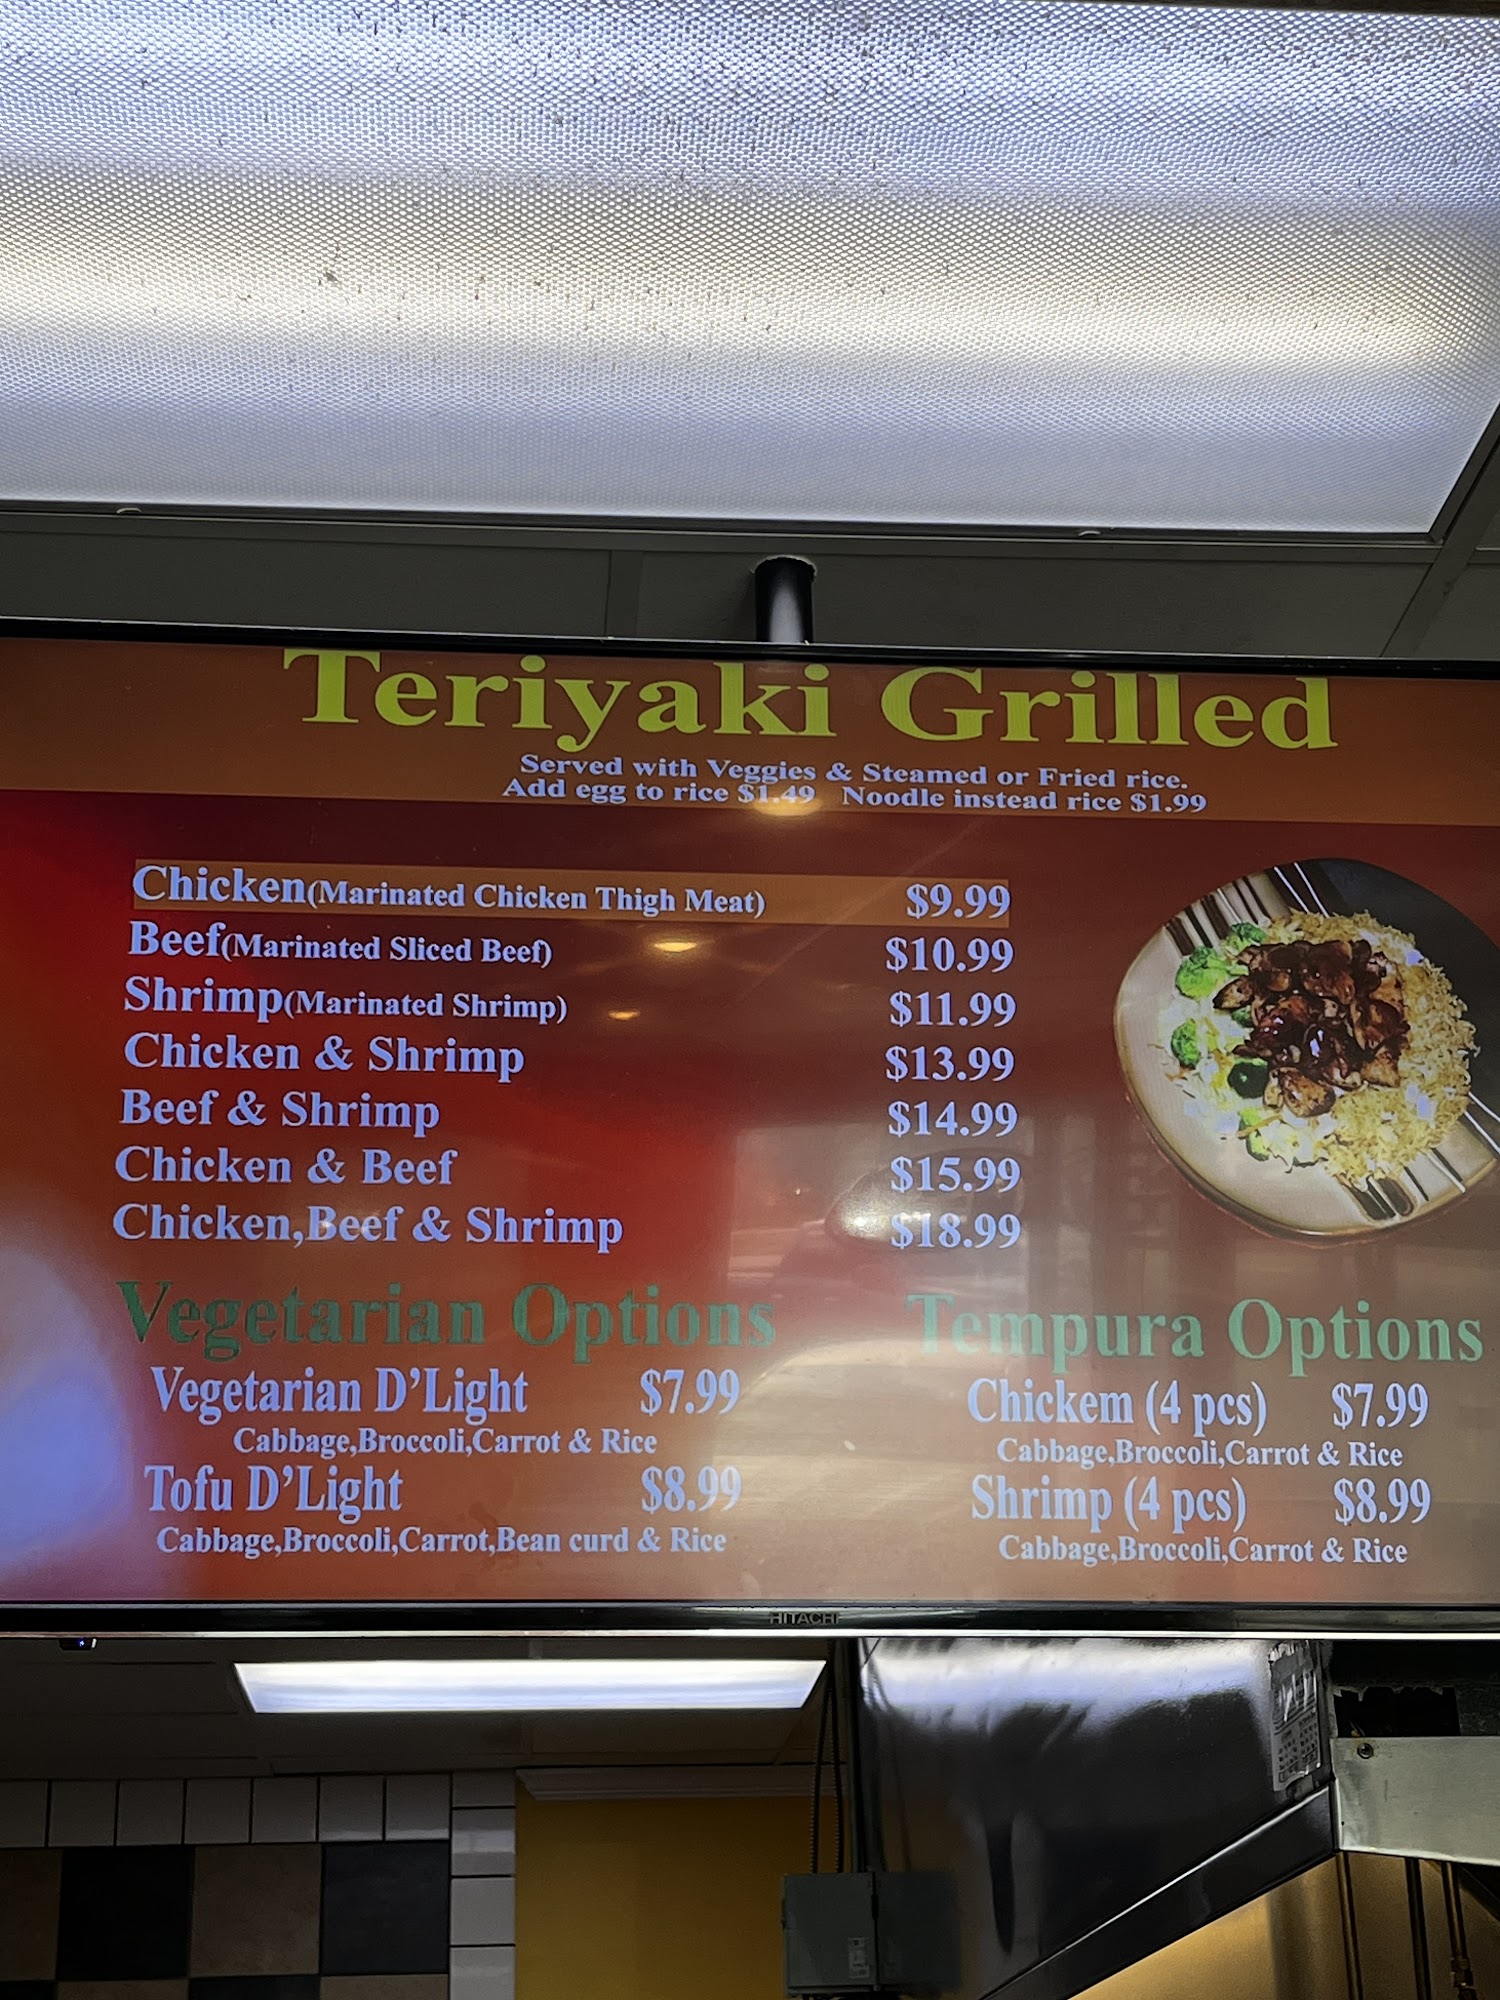 Teriyaki Grilled
Served with Veggies & Steamed or Fried rice.
Add egg to rice $1.49 Noodle instead rice $1.99
Chicken(Marinated Chicken Thigh Meat) $9.99
Beef(Marinated Sliced Beef) $10.99
Shrimp(Marinated Shrimp) $11.99
Chicken & Shrimp $13.99
Beef & Shrimp $14.99
Chicken & Beef $15.99
Chicken,Beef & Shrimp $18.99
Vegetarian Options
Vegetarian D'Light $7.99
Cabbage,Broccoli,Carrot & Rice
Tofu D'Light $8.99
Cabbage,Broccoli,Carrot,Bean curd & Rice
Tempura Options
Chickem (4 pcs) $7.99
Cabbage,Broccoli,Carrot & Rice
Shrimp (4 pcs) $8.99
Cabbage,Broccoli,Carrot & Rice
HITACHI